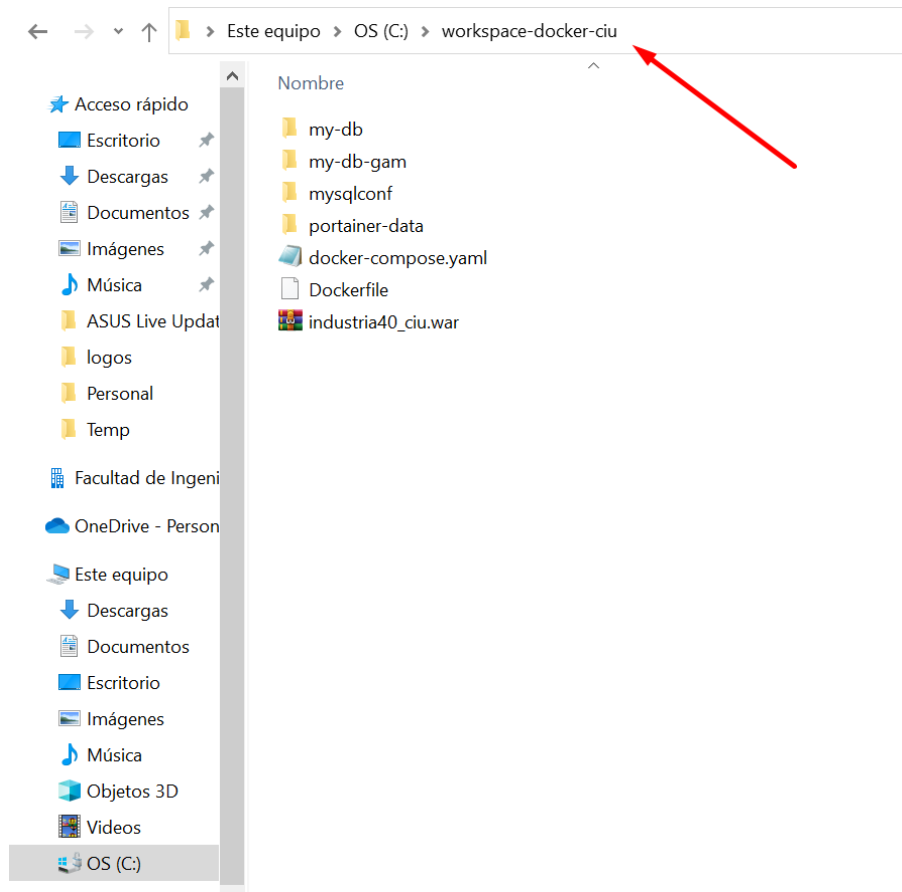 Este equipo > OS (C:) > workspace-docker-ciu
Acceso rápido
Escritorio
Descargas
Documentos
Imágenes
Música
ASUS Live Updat
logos
Personal
Temp
Facultad de Ingeni
OneDrive - Person
Este equipo
Descargas
Documentos
Escritorio
Imágenes
Música
Objetos 3D
Videos
OS (C:)
Nombre
my-db
my-db-gam
mysqlconf
portainer-data
docker-compose.yaml
Dockerfile
industria40_ciu.war